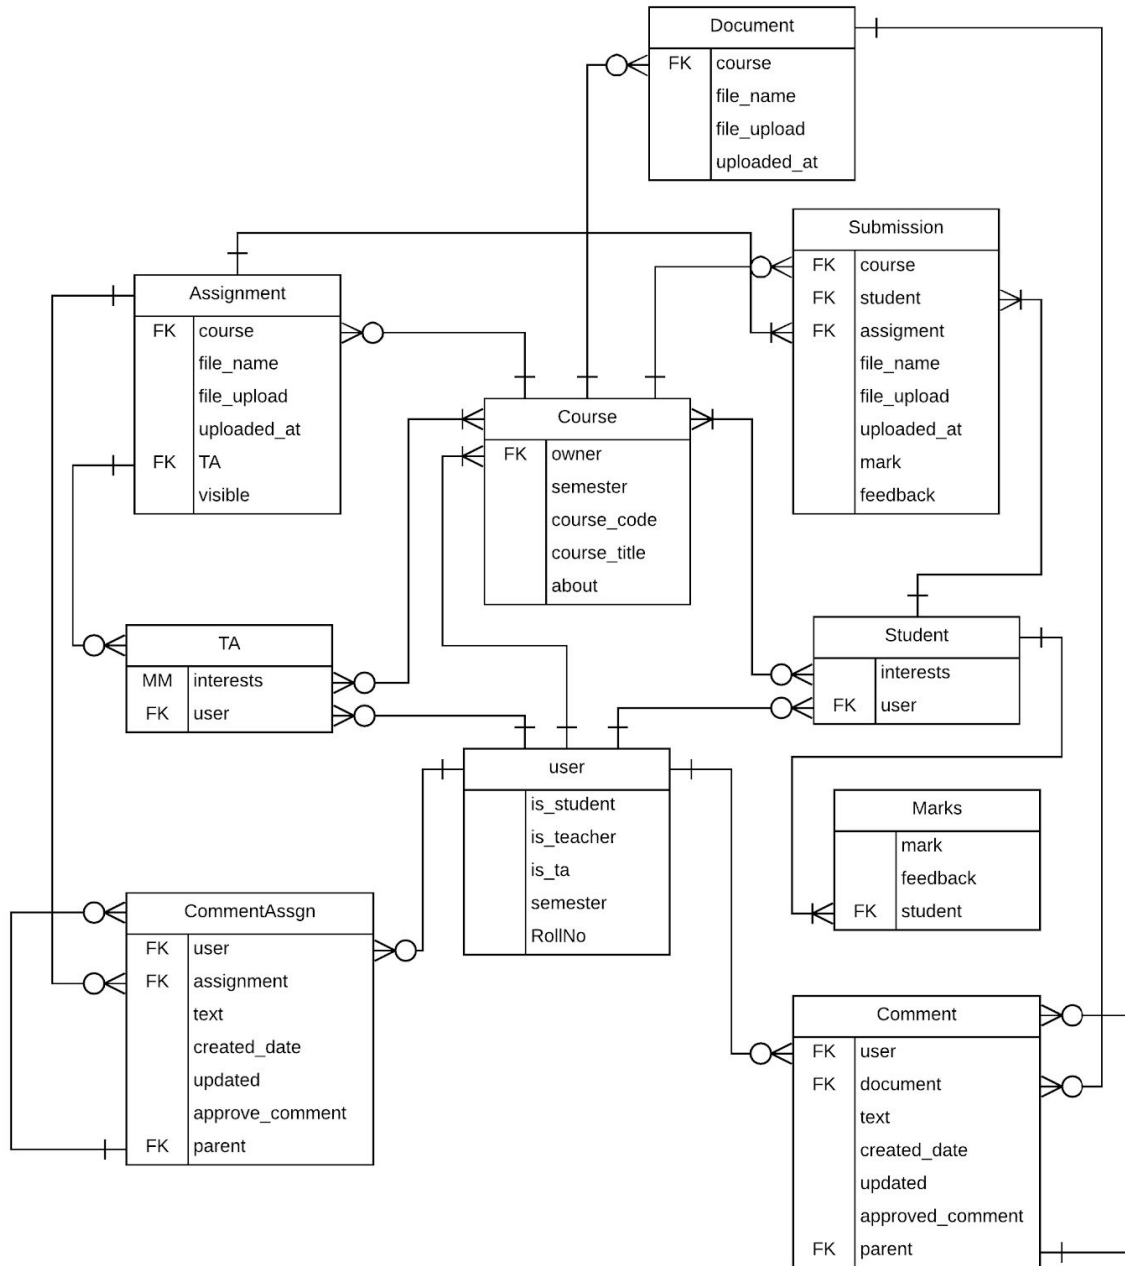 Document
FK course
file_name
file_upload
uploaded_at
Submission
FK course
FK student
FK assigment
file_name
file_upload
uploaded_at
mark
feedback
Assignment
FK course
file_name
file_upload
uploaded_at
FK TA
visible
Course
FK owner
semester
course_code
course_title
about
TA
MM interests
FK user
Student
interests
FK user
user
is_student
is_teacher
is_ta
semester
RollNo
Marks
mark
feedback
FK student
CommentAssgn
FK user
FK assignment
text
created_date
updated
approve_comment
FK parent
Comment
FK user
FK document
text
created_date
updated
approved_comment
FK parent